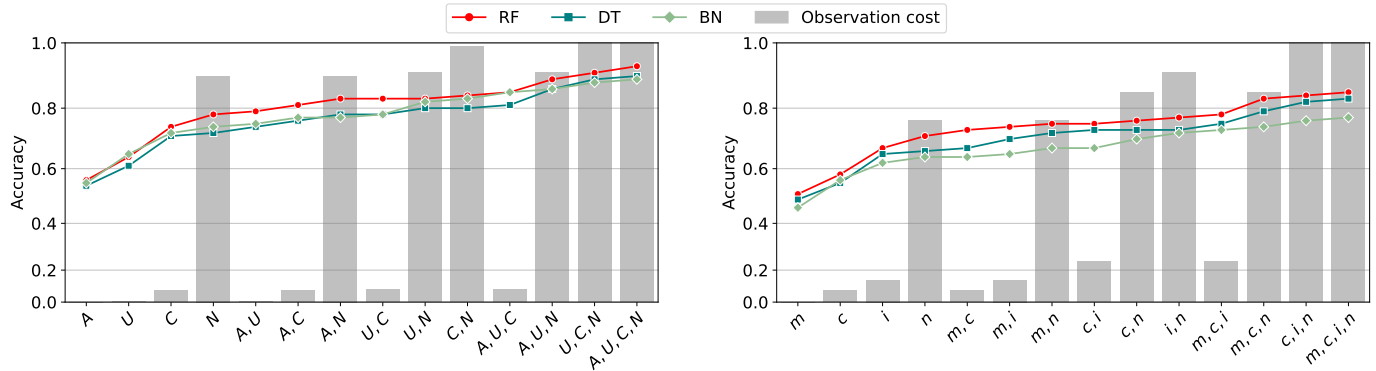 RF DT BN Observation cost
Accuracy
1.0
0.8
0.6
0.4
0.2
0.0
A
U
C
N
A, U
A, C
A, N
U, C
U, N
C, N
A, U, C
A, U, N
U, C, N
A, U, C, N
Accuracy
1.0
0.8
0.6
0.4
0.2
0.0
m
c
i
n
m, c
m, i
m, n
c, i
c, n
i, n
m, c, i
m, c, n
c, i, n
m, c, i, n